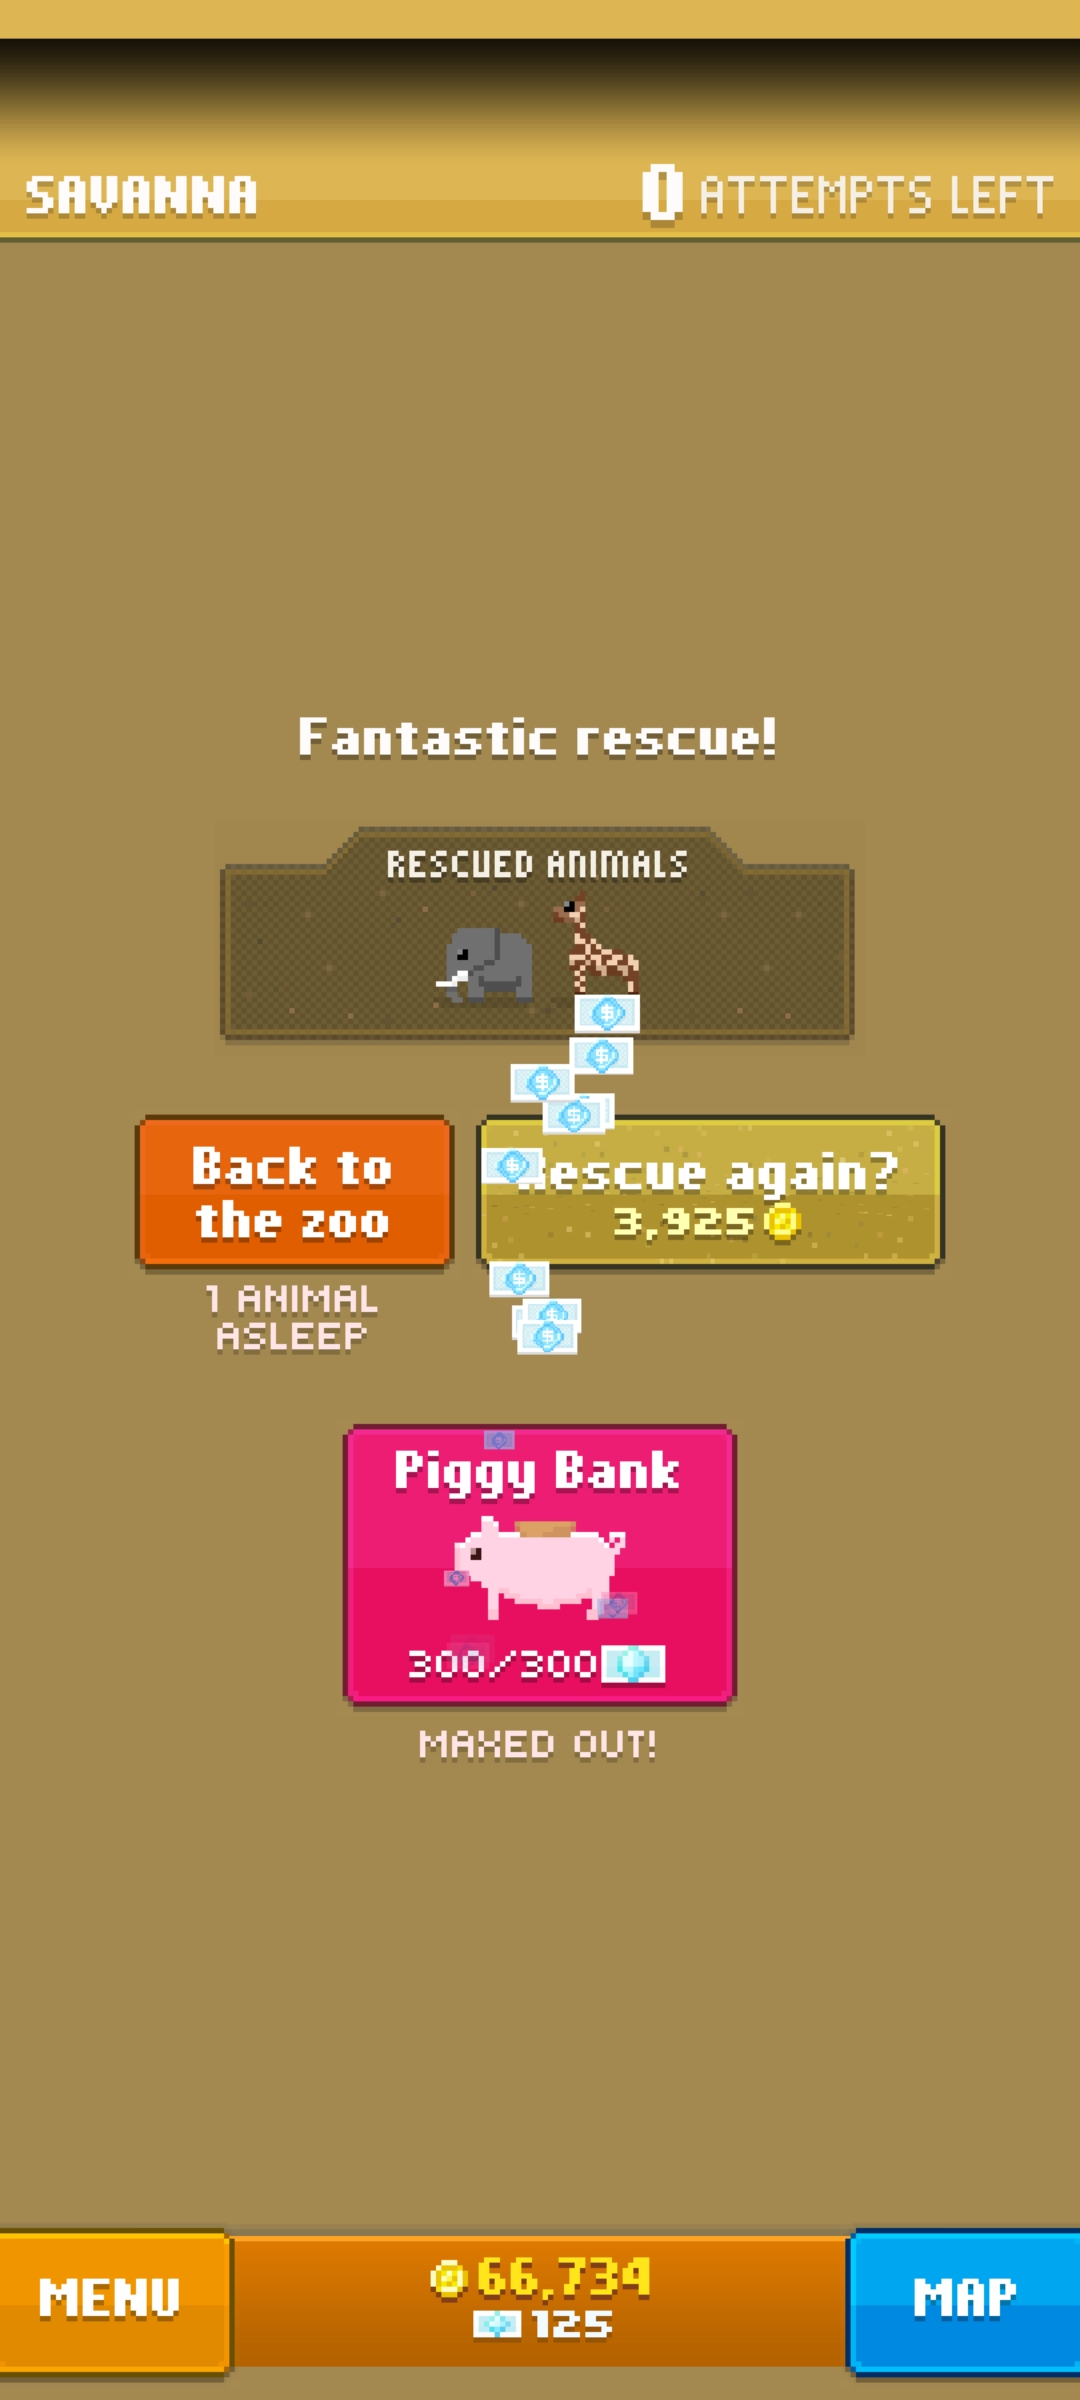 SAVANNA
0 ATTEMPTS LEFT
Fantastic rescue!
RESCUED ANIMALS
Back to
the zoo
Rescue again?
3,925
1 ANIMAL
ASLEEP
Piggy Bank
300/300
MAXED OUT!
MENU
66,734
125
MAP